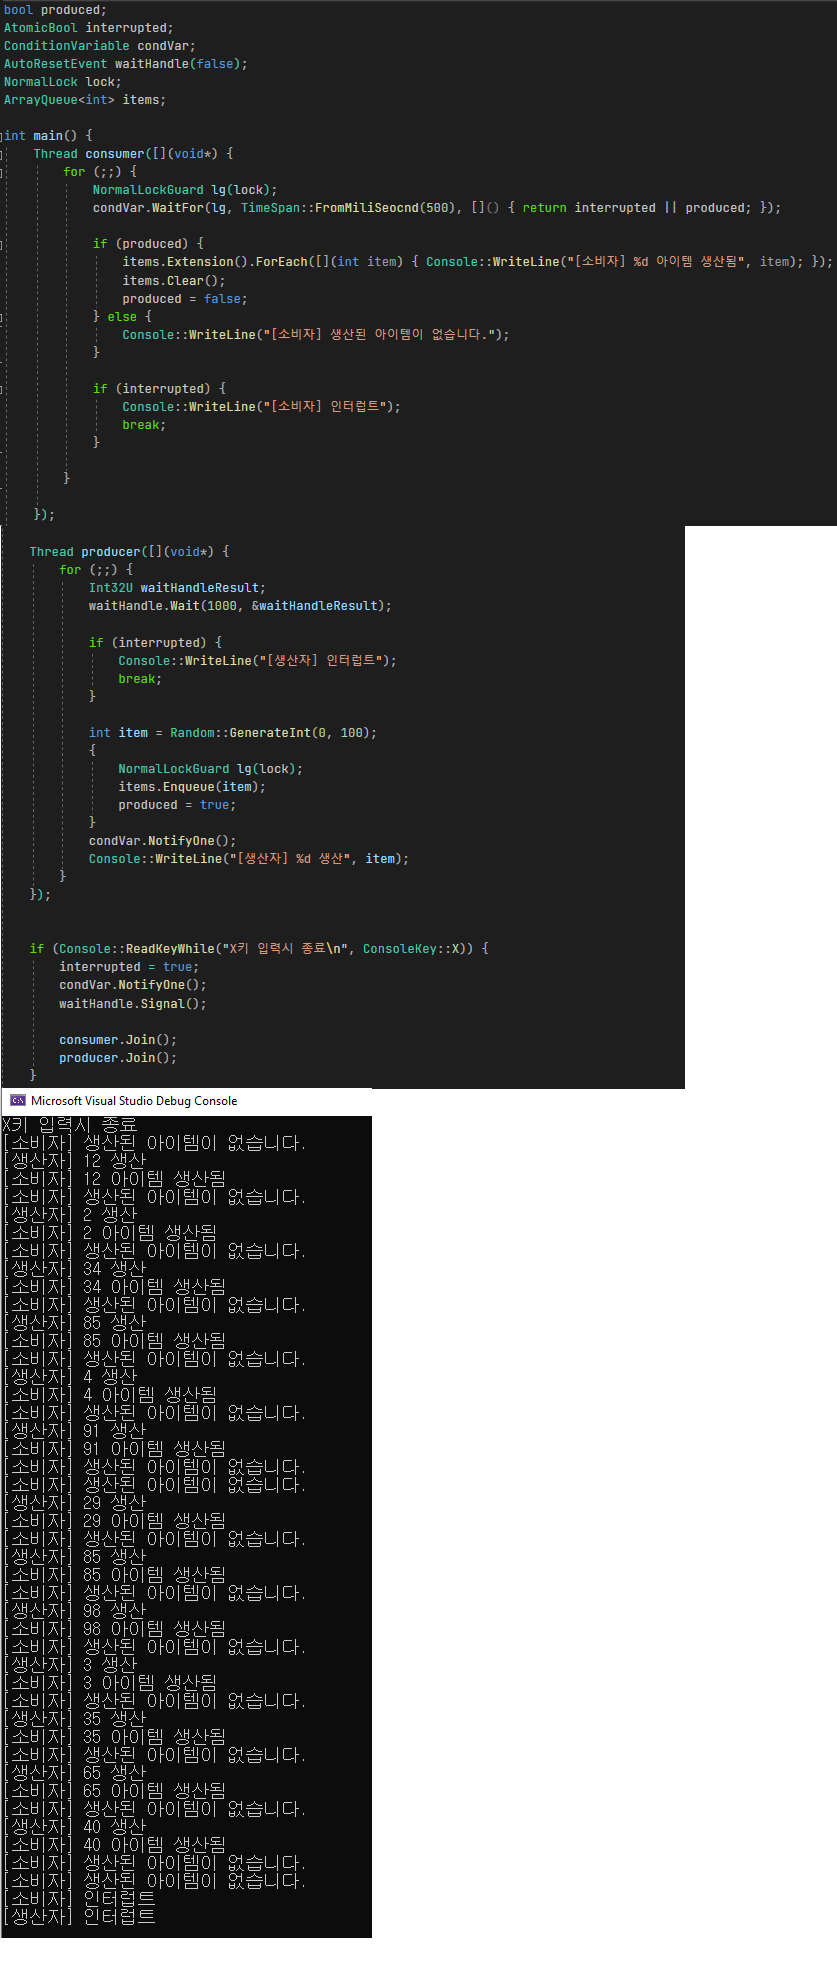 bool produced;
AtomicBool interrupted;
ConditionVariable condVar;
AutoResetEvent waitHandle(false);
NormalLock lock;
ArrayQueue<int> items;
int main() {
Thread consumer([](void*) {
for (;;) {
NormalLockGuard lg(lock);
condVar.WaitFor(lg, TimeSpan::FromMiliSeocnd(500), []() { return interrupted || produced; });
if (produced) {
items.Extension().ForEach([](int item) { Console::WriteLine("[소비자] %d 아이템 생산됨", item); });
items.Clear();
produced = false;
} else {
Console::WriteLine("[소비자] 생산된 아이템이 없습니다.");
}
if (interrupted) {
Console::WriteLine("[소비자] 인터럽트");
break;
}
}
});
Thread producer([](void*) {
for (;;) {
Int32U waitHandleResult;
waitHandle.Wait(1000, &waitHandleResult);
if (interrupted) {
Console::WriteLine("[생산자] 인터럽트");
break;
}
int item = Random::GenerateInt(0, 100);
{
NormalLockGuard lg(lock);
items.Enqueue(item);
produced = true;
}
condVar.NotifyOne();
Console::WriteLine("[생산자] %d 생산", item);
}
});
if (Console::ReadKeyWhile("X키 입력시 종료\n", ConsoleKey::X)) {
interrupted = true;
condVar.NotifyOne();
waitHandle.Signal();
consumer.Join();
producer.Join();
}
Microsoft Visual Studio Debug Console
X키 입력시 종료
[소비자] 생산된 아이템이 없습니다.
[생산자] 12 생산
[소비자] 12 아이템 생산됨
[소비자] 생산된 아이템이 없습니다.
[생산자] 2 생산
[소비자] 2 아이템 생산됨
[소비자] 생산된 아이템이 없습니다.
[생산자] 34 생산
[소비자] 34 아이템 생산됨
[소비자] 생산된 아이템이 없습니다.
[생산자] 85 생산
[소비자] 85 아이템 생산됨
[소비자] 생산된 아이템이 없습니다.
[생산자] 4 생산
[소비자] 4 아이템 생산됨
[소비자] 생산된 아이템이 없습니다.
[생산자] 91 생산
[소비자] 91 아이템 생산됨
[소비자] 생산된 아이템이 없습니다.
[소비자] 생산된 아이템이 없습니다.
[생산자] 29 생산
[소비자] 29 아이템 생산됨
[소비자] 생산된 아이템이 없습니다.
[생산자] 85 생산
[소비자] 85 아이템 생산됨
[소비자] 생산된 아이템이 없습니다.
[생산자] 98 생산
[소비자] 98 아이템 생산됨
[소비자] 생산된 아이템이 없습니다.
[생산자] 3 생산
[소비자] 3 아이템 생산됨
[소비자] 생산된 아이템이 없습니다.
[생산자] 35 생산
[소비자] 35 아이템 생산됨
[소비자] 생산된 아이템이 없습니다.
[생산자] 65 생산
[소비자] 65 아이템 생산됨
[소비자] 생산된 아이템이 없습니다.
[생산자] 40 생산
[소비자] 40 아이템 생산됨
[소비자] 생산된 아이템이 없습니다.
[소비자] 생산된 아이템이 없습니다.
[소비자] 인터럽트
[생산자] 인터럽트